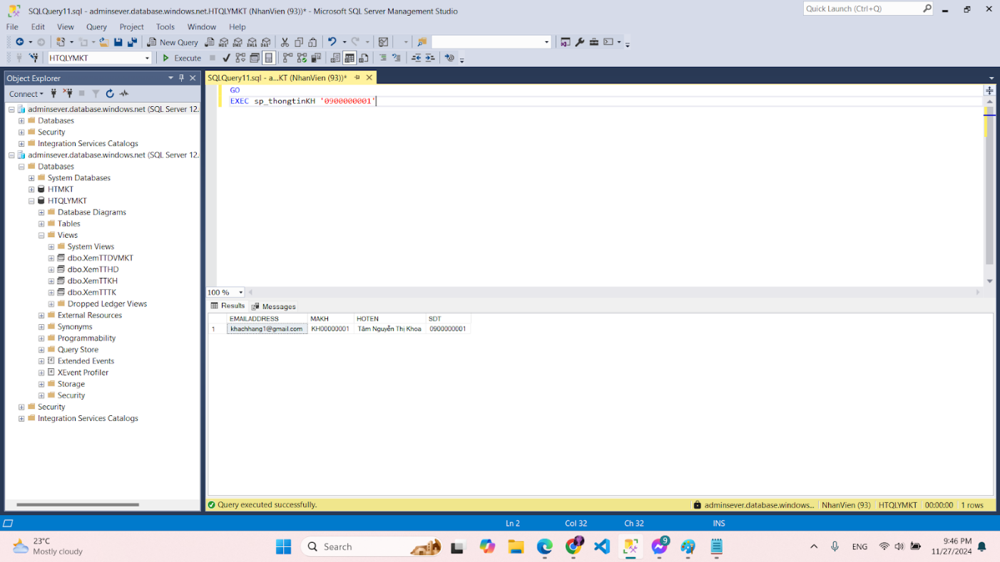 SQLQuery11.sql - adminsever.database.windows.net.HTQLYMKT (NhanVien (93))* - Microsoft SQL Server Management Studio
Quick Launch (Ctrl+Q)
File Edit View Query Project Tools Window Help
New Query
HTQLYMKT
Execute
Object Explorer
Connect
adminsever.database.windows.net (SQL Server 12.
Databases
Security
Integration Services Catalogs
adminsever.database.windows.net (SQL Server 12.
Databases
System Databases
HTMKT
HTQLYMKT
Database Diagrams
Tables
Views
System Views
dbo.XemTTDVMKT
dbo.XemTTHD
dbo.XemTTKH
dbo.XemTTTK
Dropped Ledger Views
External Resources
Synonyms
Programmability
Query Store
Extended Events
XEvent Profiler
Storage
Security
Security
Integration Services Catalogs
SQLQuery11.sql - a...KT (NhanVien (93))*
GO
EXEC sp_thongtinKH '0900000001'
100 %
Results Messages
EMAILADDRESS MAKH HOTEN SDT
1 khachhang1@gmail.com KH00000001 Tâm Nguyễn Thị Khoa 0900000001
Query executed successfully.
adminsever.database.windows... NhanVien (93) HTQLYMKT 00:00:00 1 rows
Ln 2 Col 32 Ch 32 INS
23°C
Mostly cloudy
Search
9
ENG
9:46 PM
11/27/2024